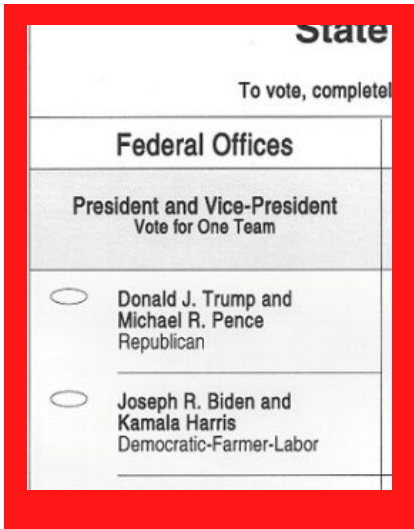 State
To vote, complete
Federal Offices
President and Vice-President
Vote for One Team
Donald J. Trump and
Michael R. Pence
Republican
Joseph R. Biden and
Kamala Harris
Democratic-Farmer-Labor